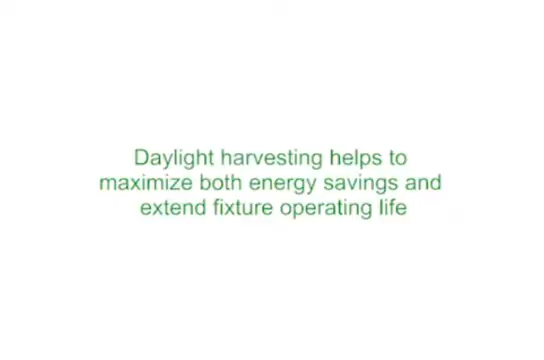 Daylight harvesting helps to
maximize both energy savings and
extend fixture operating life